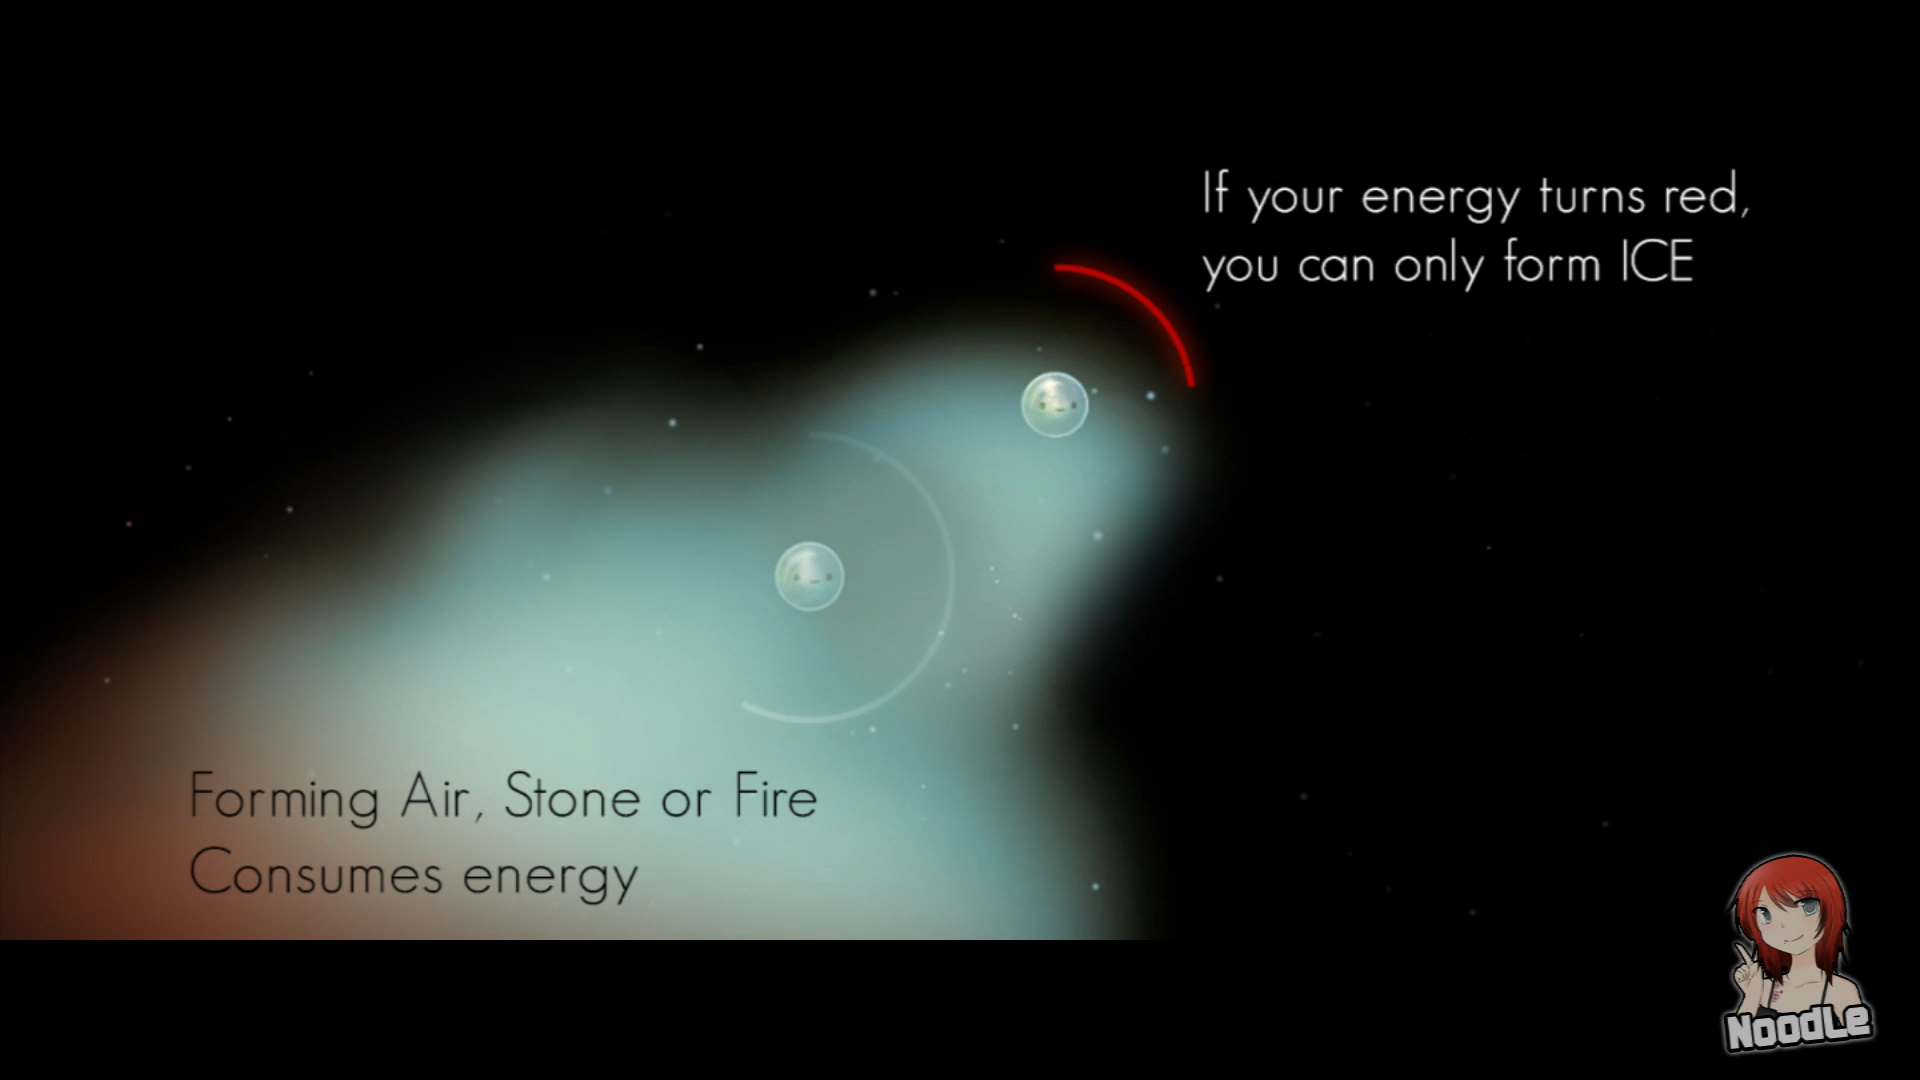 If your energy turns red,
you can only form ICE
Forming Air, Stone or Fire
Consumes energy
NoodLe